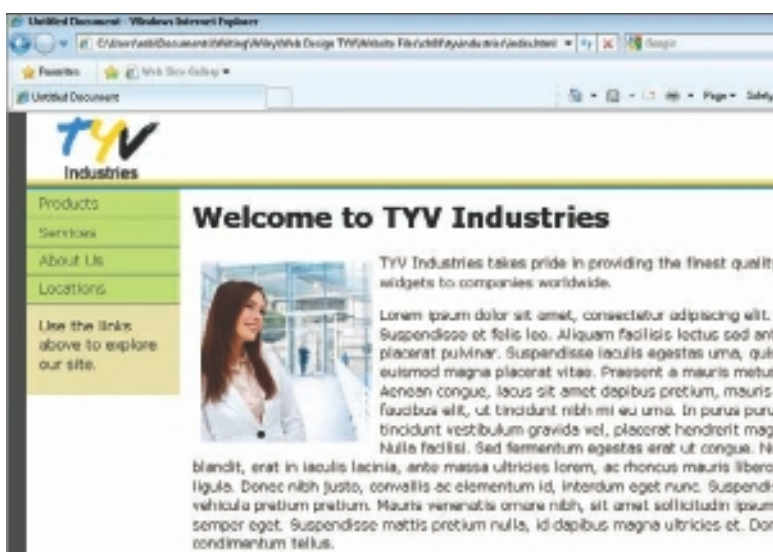 Untitled Document - Windows Internet Explorer
Google
Favorites Web Slice Gallery
Untitled Document Page Safety
TYV
Industries
Products
Services
About Us
Locations
Use the links
above to explore
our site.
Welcome to TYV Industries
TYV Industries takes pride in providing the finest quality
widgets to companies worldwide.
Lorem ipsum dolor sit amet, consectetur adipiscing elit.
Suspendisse et felis leo. Aliquam facilisis lectus sed ant
placerat pulvinar. Suspendisse iaculis egestas urna, quis
euismod magna placerat vitae. Praesent a mauris metus
Aenean congue, lacus sit amet dapibus pretium, mauris
faucibus elit, ut tincidunt nibh mi eu urna. In purus puru
tincidunt vestibulum gravida vel, placerat hendrerit mag
Nulla facilisi. Sed fermentum egestas erat ut congue. N
blandit, erat in iaculis lacinia, ante massa ultricies lorem, ac rhoncus mauris libero
ligula. Donec nibh justo, convallis ac elementum id, interdum eget nunc. Suspendi
vehicula pretium pretium. Mauris venenatis ornare nibh, sit amet sollicitudin ipsum
semper eget. Suspendisse mattis pretium nulla, id dapibus magna ultricies et. Don
condimentum tellus.